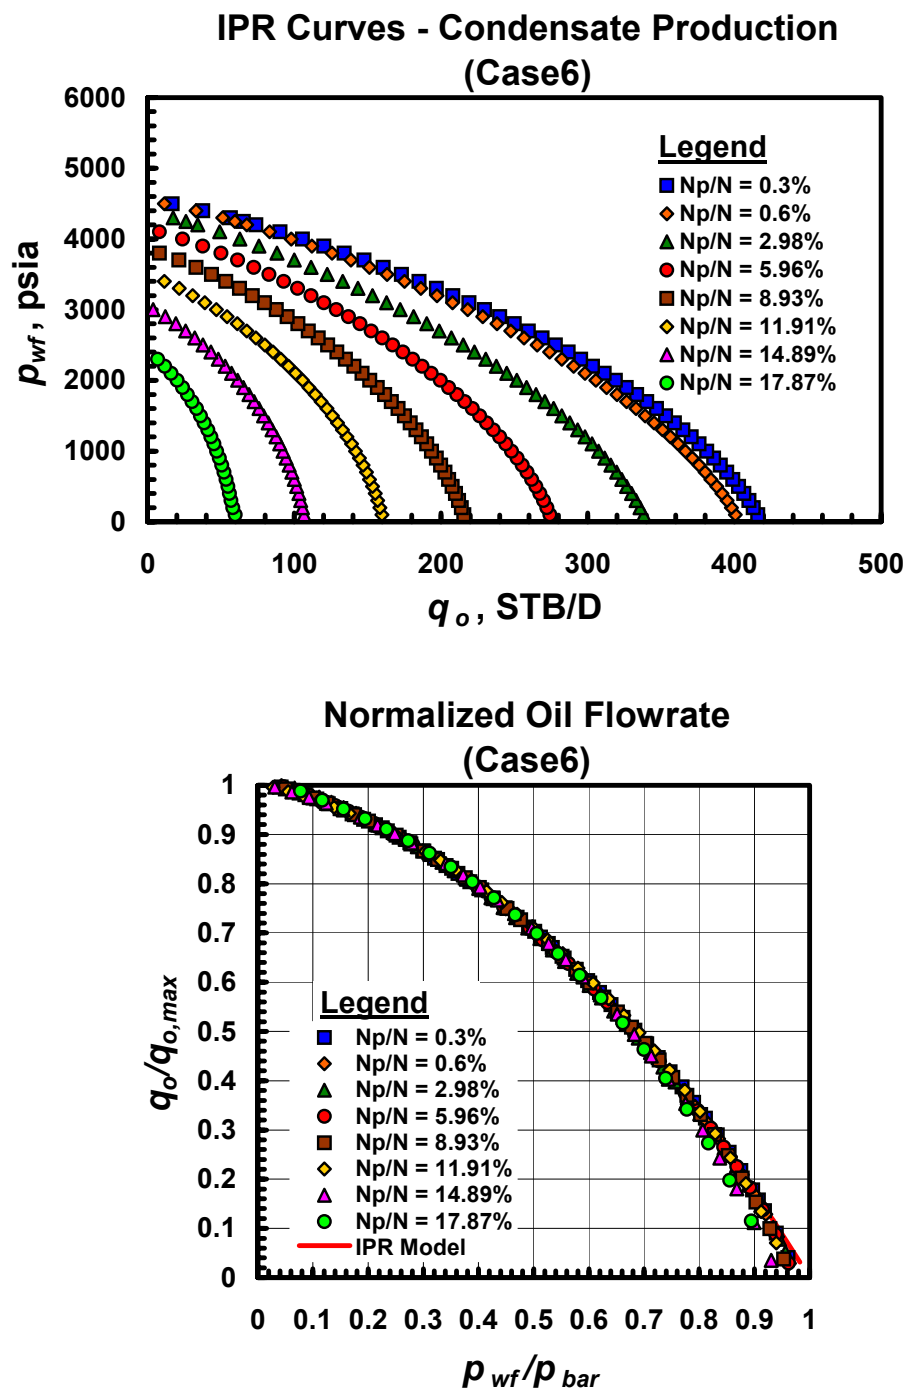 IPR Curves - Condensate Production
(Case6)
6000
5000
4000
3000
2000
1000
0
pwf, psia
Legend
Np/N = 0.3%
Np/N = 0.6%
Np/N = 2.98%
Np/N = 5.96%
Np/N = 8.93%
Np/N = 11.91%
Np/N = 14.89%
Np/N = 17.87%
0 100 200 300 400 500
q o , STB/D
Normalized Oil Flowrate
(Case6)
1
0.9
0.8
0.7
0.6
0.5
0.4
0.3
0.2
0.1
0
qo/qo,max
Legend
Np/N = 0.3%
Np/N = 0.6%
Np/N = 2.98%
Np/N = 5.96%
Np/N = 8.93%
Np/N = 11.91%
Np/N = 14.89%
Np/N = 17.87%
IPR Model
0 0.1 0.2 0.3 0.4 0.5 0.6 0.7 0.8 0.9 1
p wf /p bar